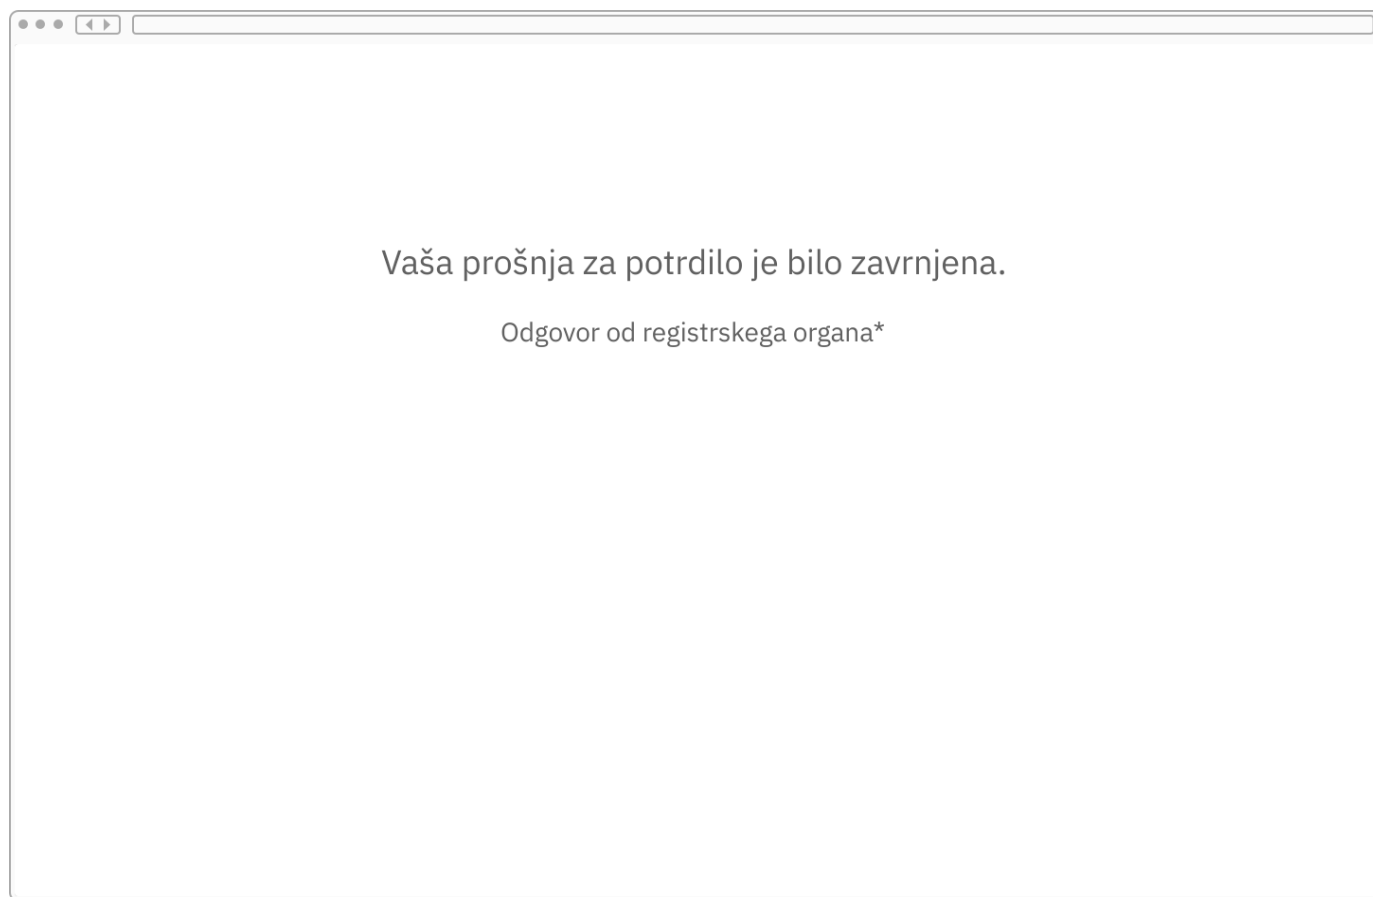 Vaša prošnja za potrdilo je bilo zavrnjena.
Odgovor od registrskega organa*